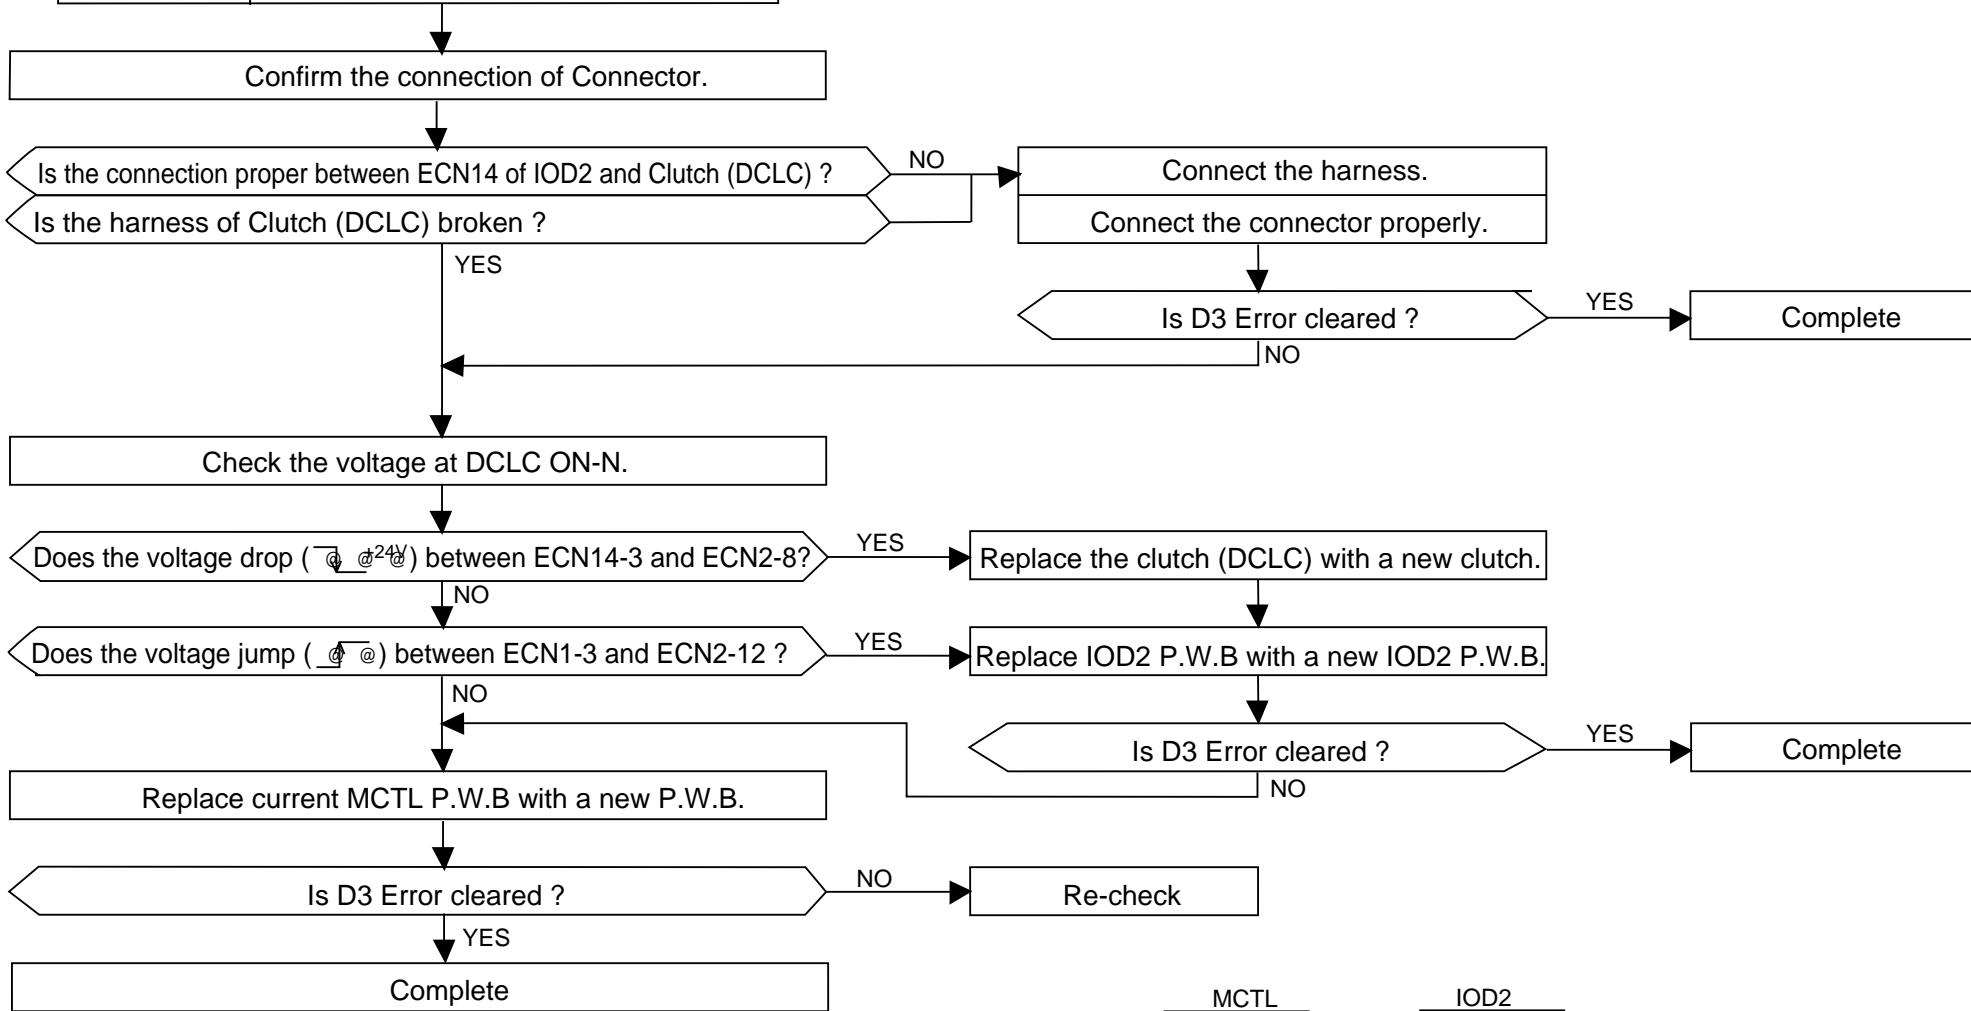 Confirm the connection of Connector.
Is the connection proper between ECN14 of IOD2 and Clutch (DCLC) ?
NO
Connect the harness.
Is the harness of Clutch (DCLC) broken ?
Connect the connector properly.
YES
Is D3 Error cleared ?
YES
Complete
NO
Check the voltage at DCLC ON-N.
Does the voltage drop ( @ @ +24V @) between ECN14-3 and ECN2-8?
YES
Replace the clutch (DCLC) with a new clutch.
NO
Does the voltage jump ( @ @) between ECN1-3 and ECN2-12 ?
YES
Replace IOD2 P.W.B with a new IOD2 P.W.B.
NO
Is D3 Error cleared ?
YES
Complete
NO
Replace current MCTL P.W.B with a new P.W.B.
Is D3 Error cleared ?
NO
Re-check
YES
Complete
MCTL
IOD2